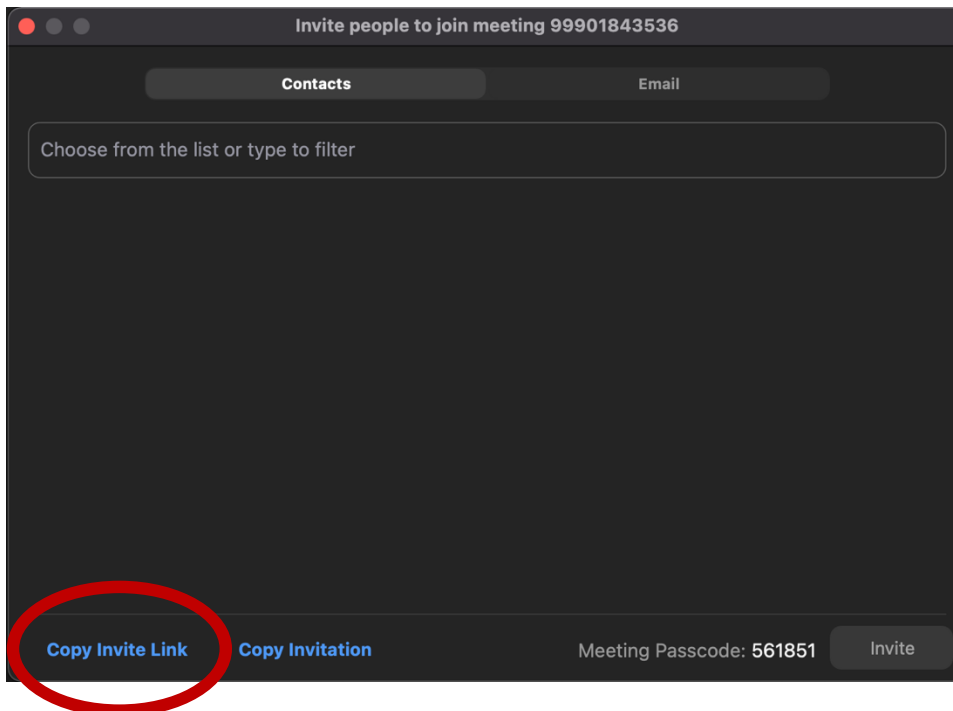 Invite people to join meeting 99901843536
Contacts Email
Choose from the list or type to filter
Copy Invite Link Copy Invitation Meeting Passcode: 561851 Invite